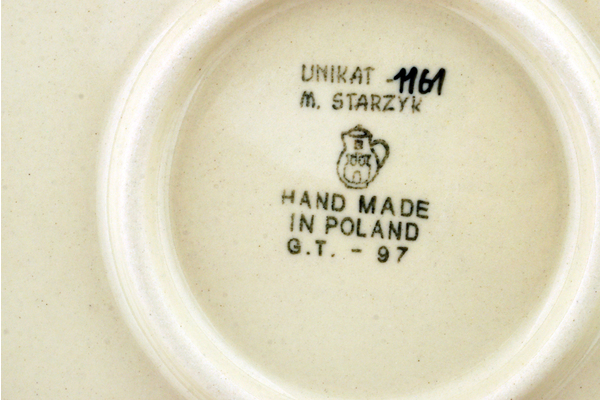 UNIKAT - 1161
M. STARZYK
HAND MADE
IN POLAND
G.T. - 97